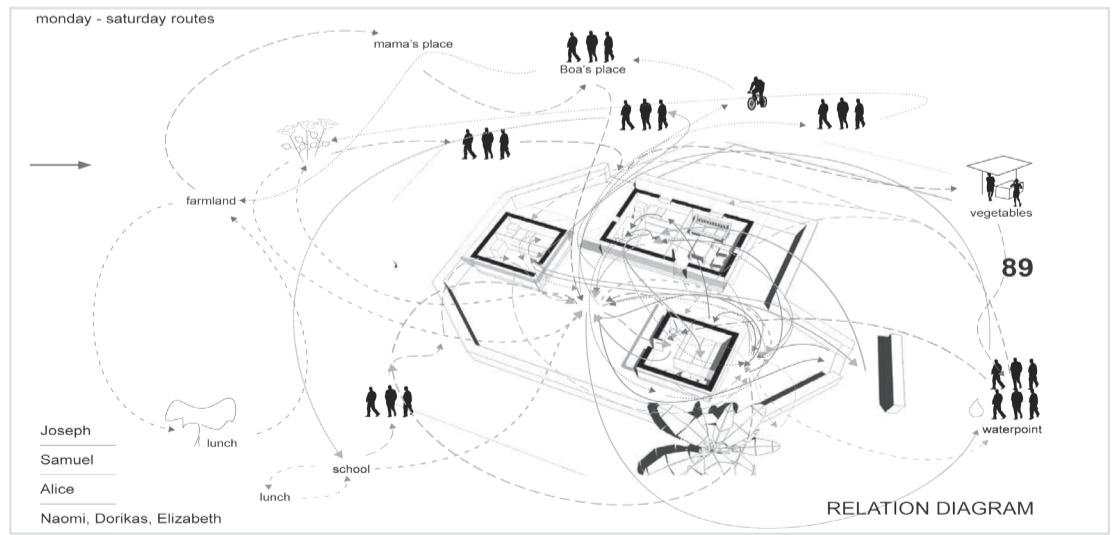 monday - saturday routes
mama's place
Boa's place
farmland
vegetables
89
lunch
waterpoint
school
lunch
Joseph
Samuel
Alice
Naomi, Dorikas, Elizabeth
RELATION DIAGRAM